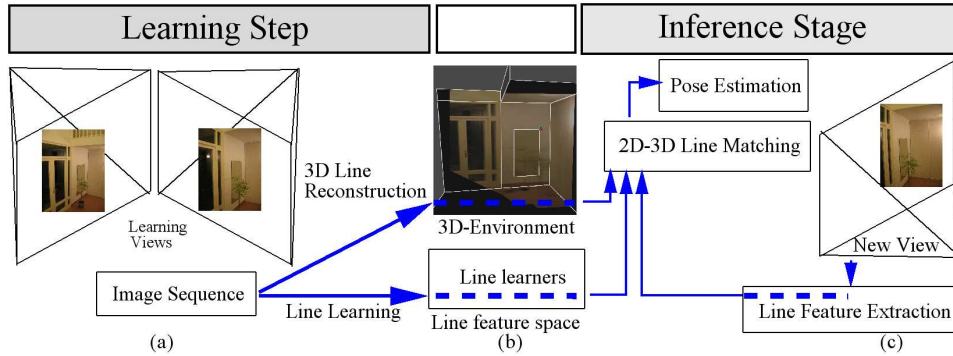 Learning Step
Inference Stage
Pose Estimation
2D-3D Line Matching
3D Line
Reconstruction
Learning
Views
3D-Environment
New View
Image Sequence
Line learners
Line Learning
Line feature space
Line Feature Extraction
(a)
(b)
(c)